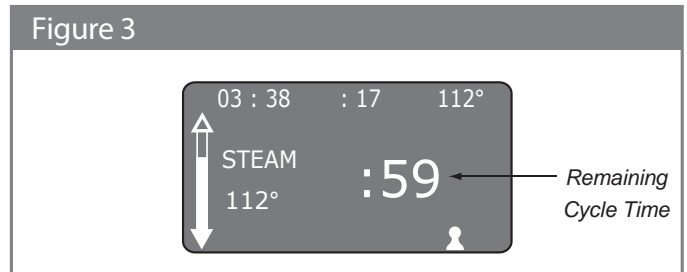 Figure 3
03 : 38 : 17 112°
STEAM
:59
112°
Remaining
Cycle Time